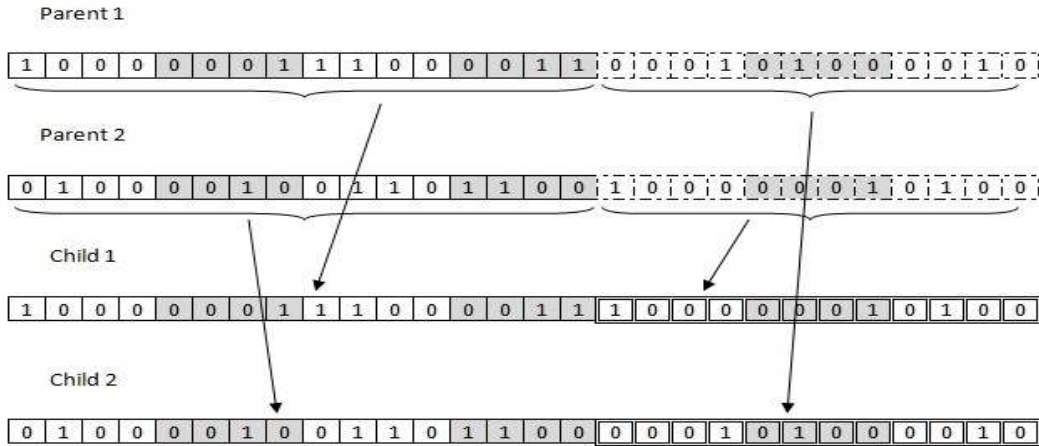 Parent 1
1 0 0 0 0 0 0 1 1 1 0 0 0 0 1 1 0 0 0 1 0 1 0 0 0 0 1 0
Parent 2
0 1 0 0 0 0 1 0 0 1 1 0 1 1 0 0 1 0 0 0 0 0 0 1 0 1 0 0
Child 1
1 0 0 0 0 0 0 1 1 1 0 0 0 0 1 1 1 0 0 0 0 0 0 1 0 1 0 0
Child 2
0 1 0 0 0 0 1 0 0 1 1 0 1 1 0 0 0 0 0 1 0 1 0 0 0 0 1 0